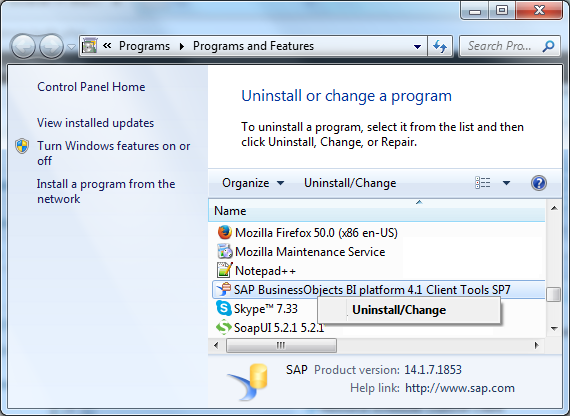 « Programs ▸ Programs and Features
Search Pro...
Control Panel Home
View installed updates
Turn Windows features on or
off
Install a program from the
network
Uninstall or change a program
To uninstall a program, select it from the list and then
click Uninstall, Change, or Repair.
Organize Uninstall/Change
Name
Mozilla Firefox 50.0 (x86 en-US)
Mozilla Maintenance Service
Notepad++
SAP BusinessObjects BI platform 4.1 Client Tools SP7
Skype™ 7.33
Uninstall/Change
SoapUI 5.2.1 5.2.1
SAP Product version: 14.1.7.1853
Help link: http://www.sap.com